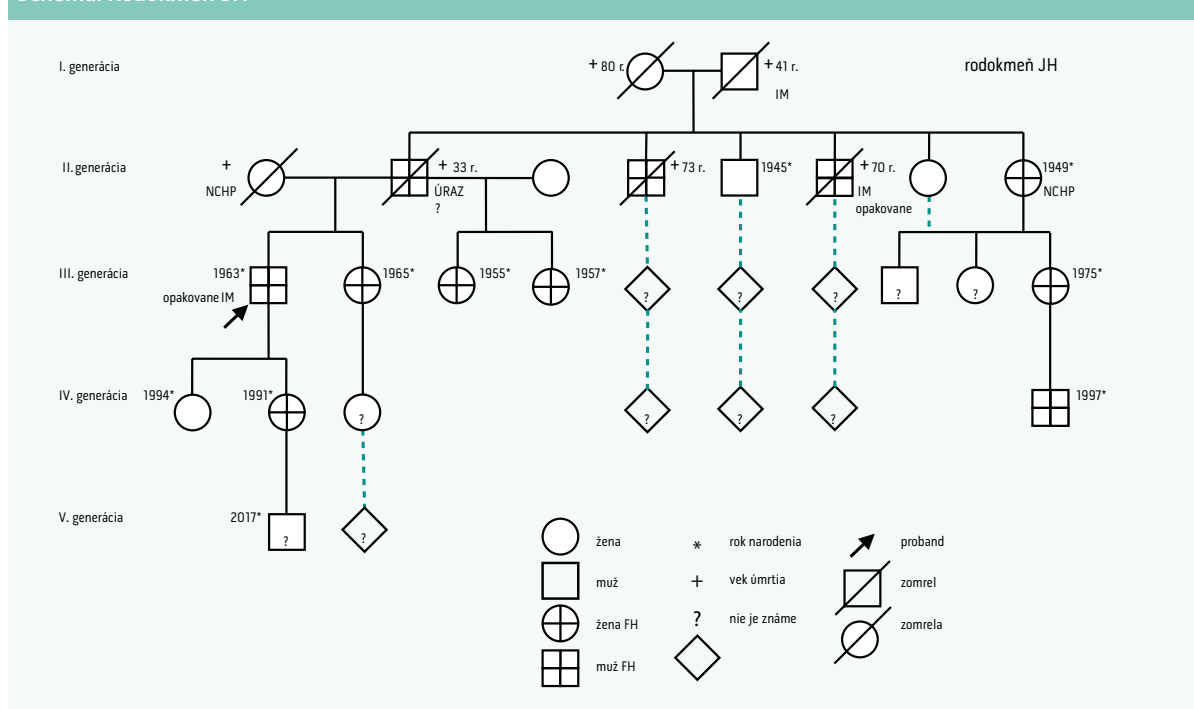 I. generácia
+ 80 r.
+ 41 r.
IM
rodokmeň JH
II. generácia
+
NCHP
+ 33 r.
ÚRAZ
?
+ 73 r.
1945*
+ 70 r.
IM
opakovane
1949*
NCHP
III. generácia
1963*
opakovane IM
1965*
1955*
1957*
?
?
?
?
?
1975*
IV. generácia
1994*
1991*
?
?
?
?
1997*
V. generácia
2017*
?
?
žena
* rok narodenia
proband
muž
+ vek úmrtia
zomrel
žena FH
? nie je známe
zomrela
muž FH